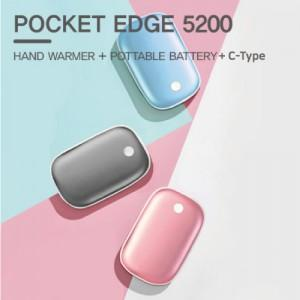 POCKET EDGE 5200
HAND WARMER + POTTABLE BATTERY + C-Type